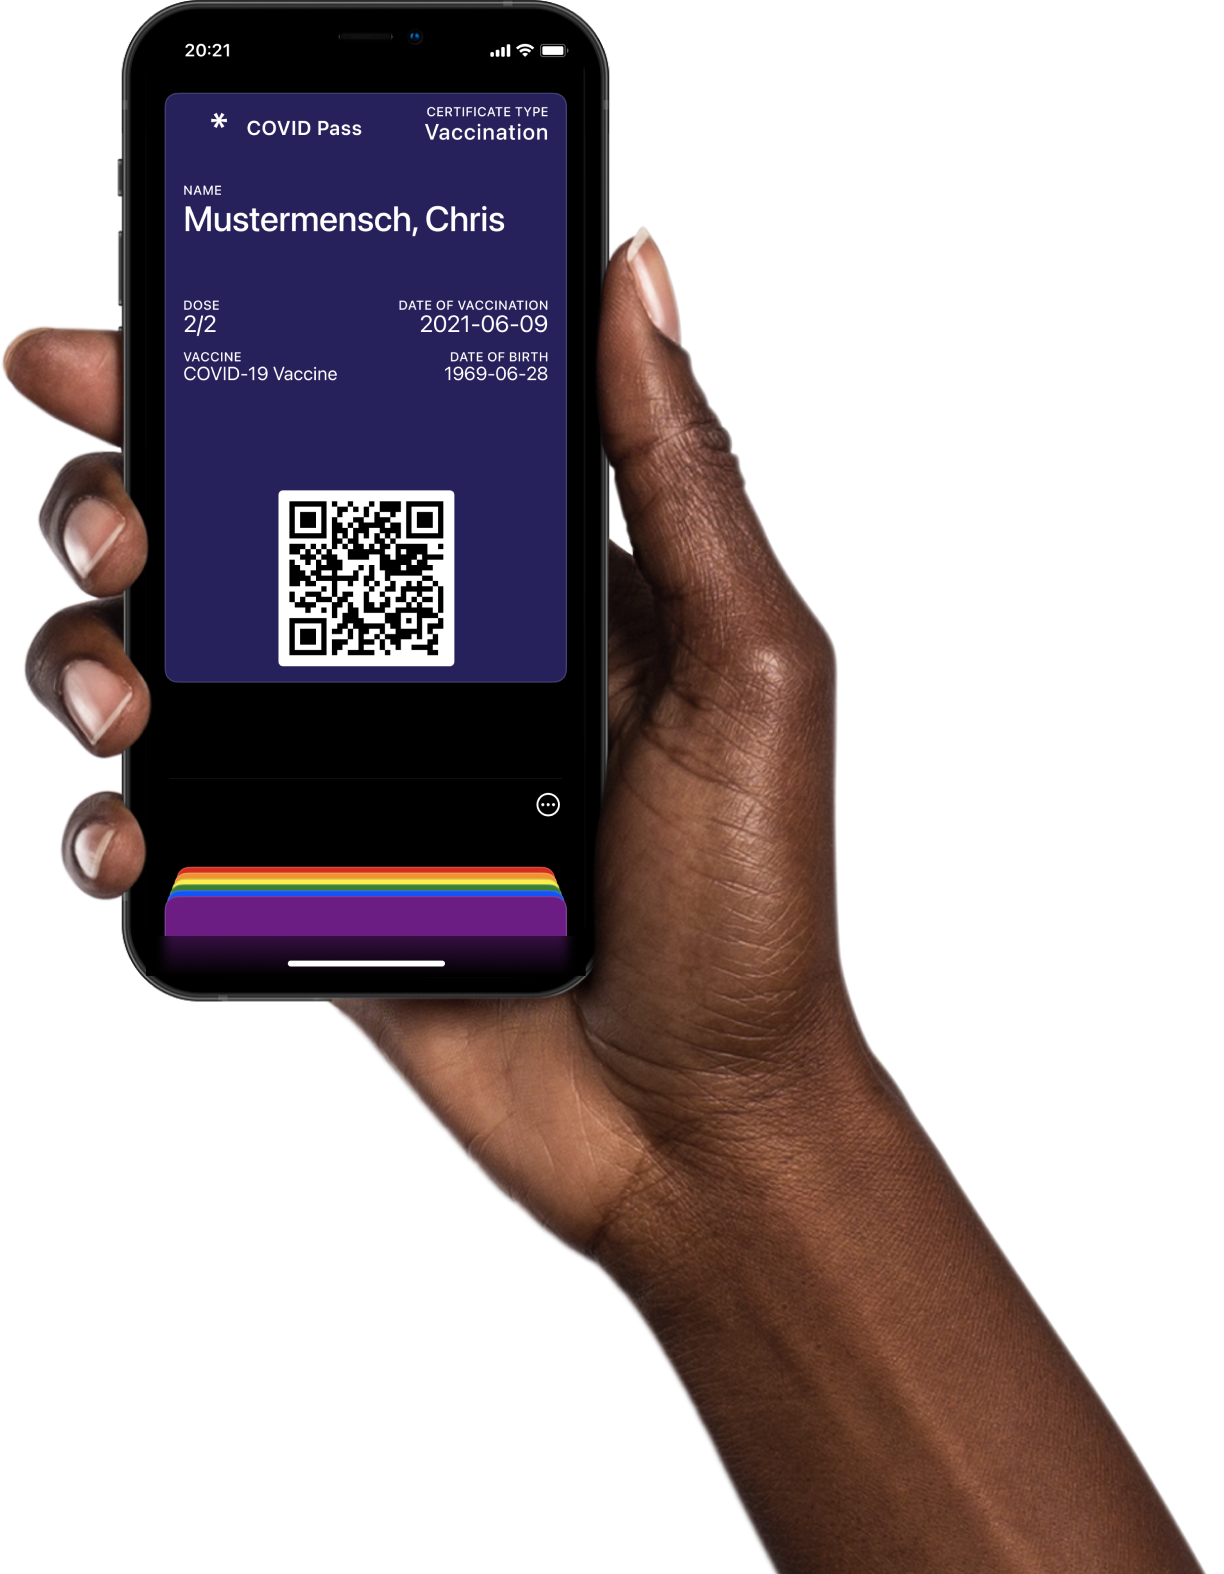 20:21
* COVID Pass
CERTIFICATE TYPE
Vaccination
NAME
Mustermensch, Chris
DOSE
2/2
DATE OF VACCINATION
2021-06-09
VACCINE
COVID-19 Vaccine
DATE OF BIRTH
1969-06-28